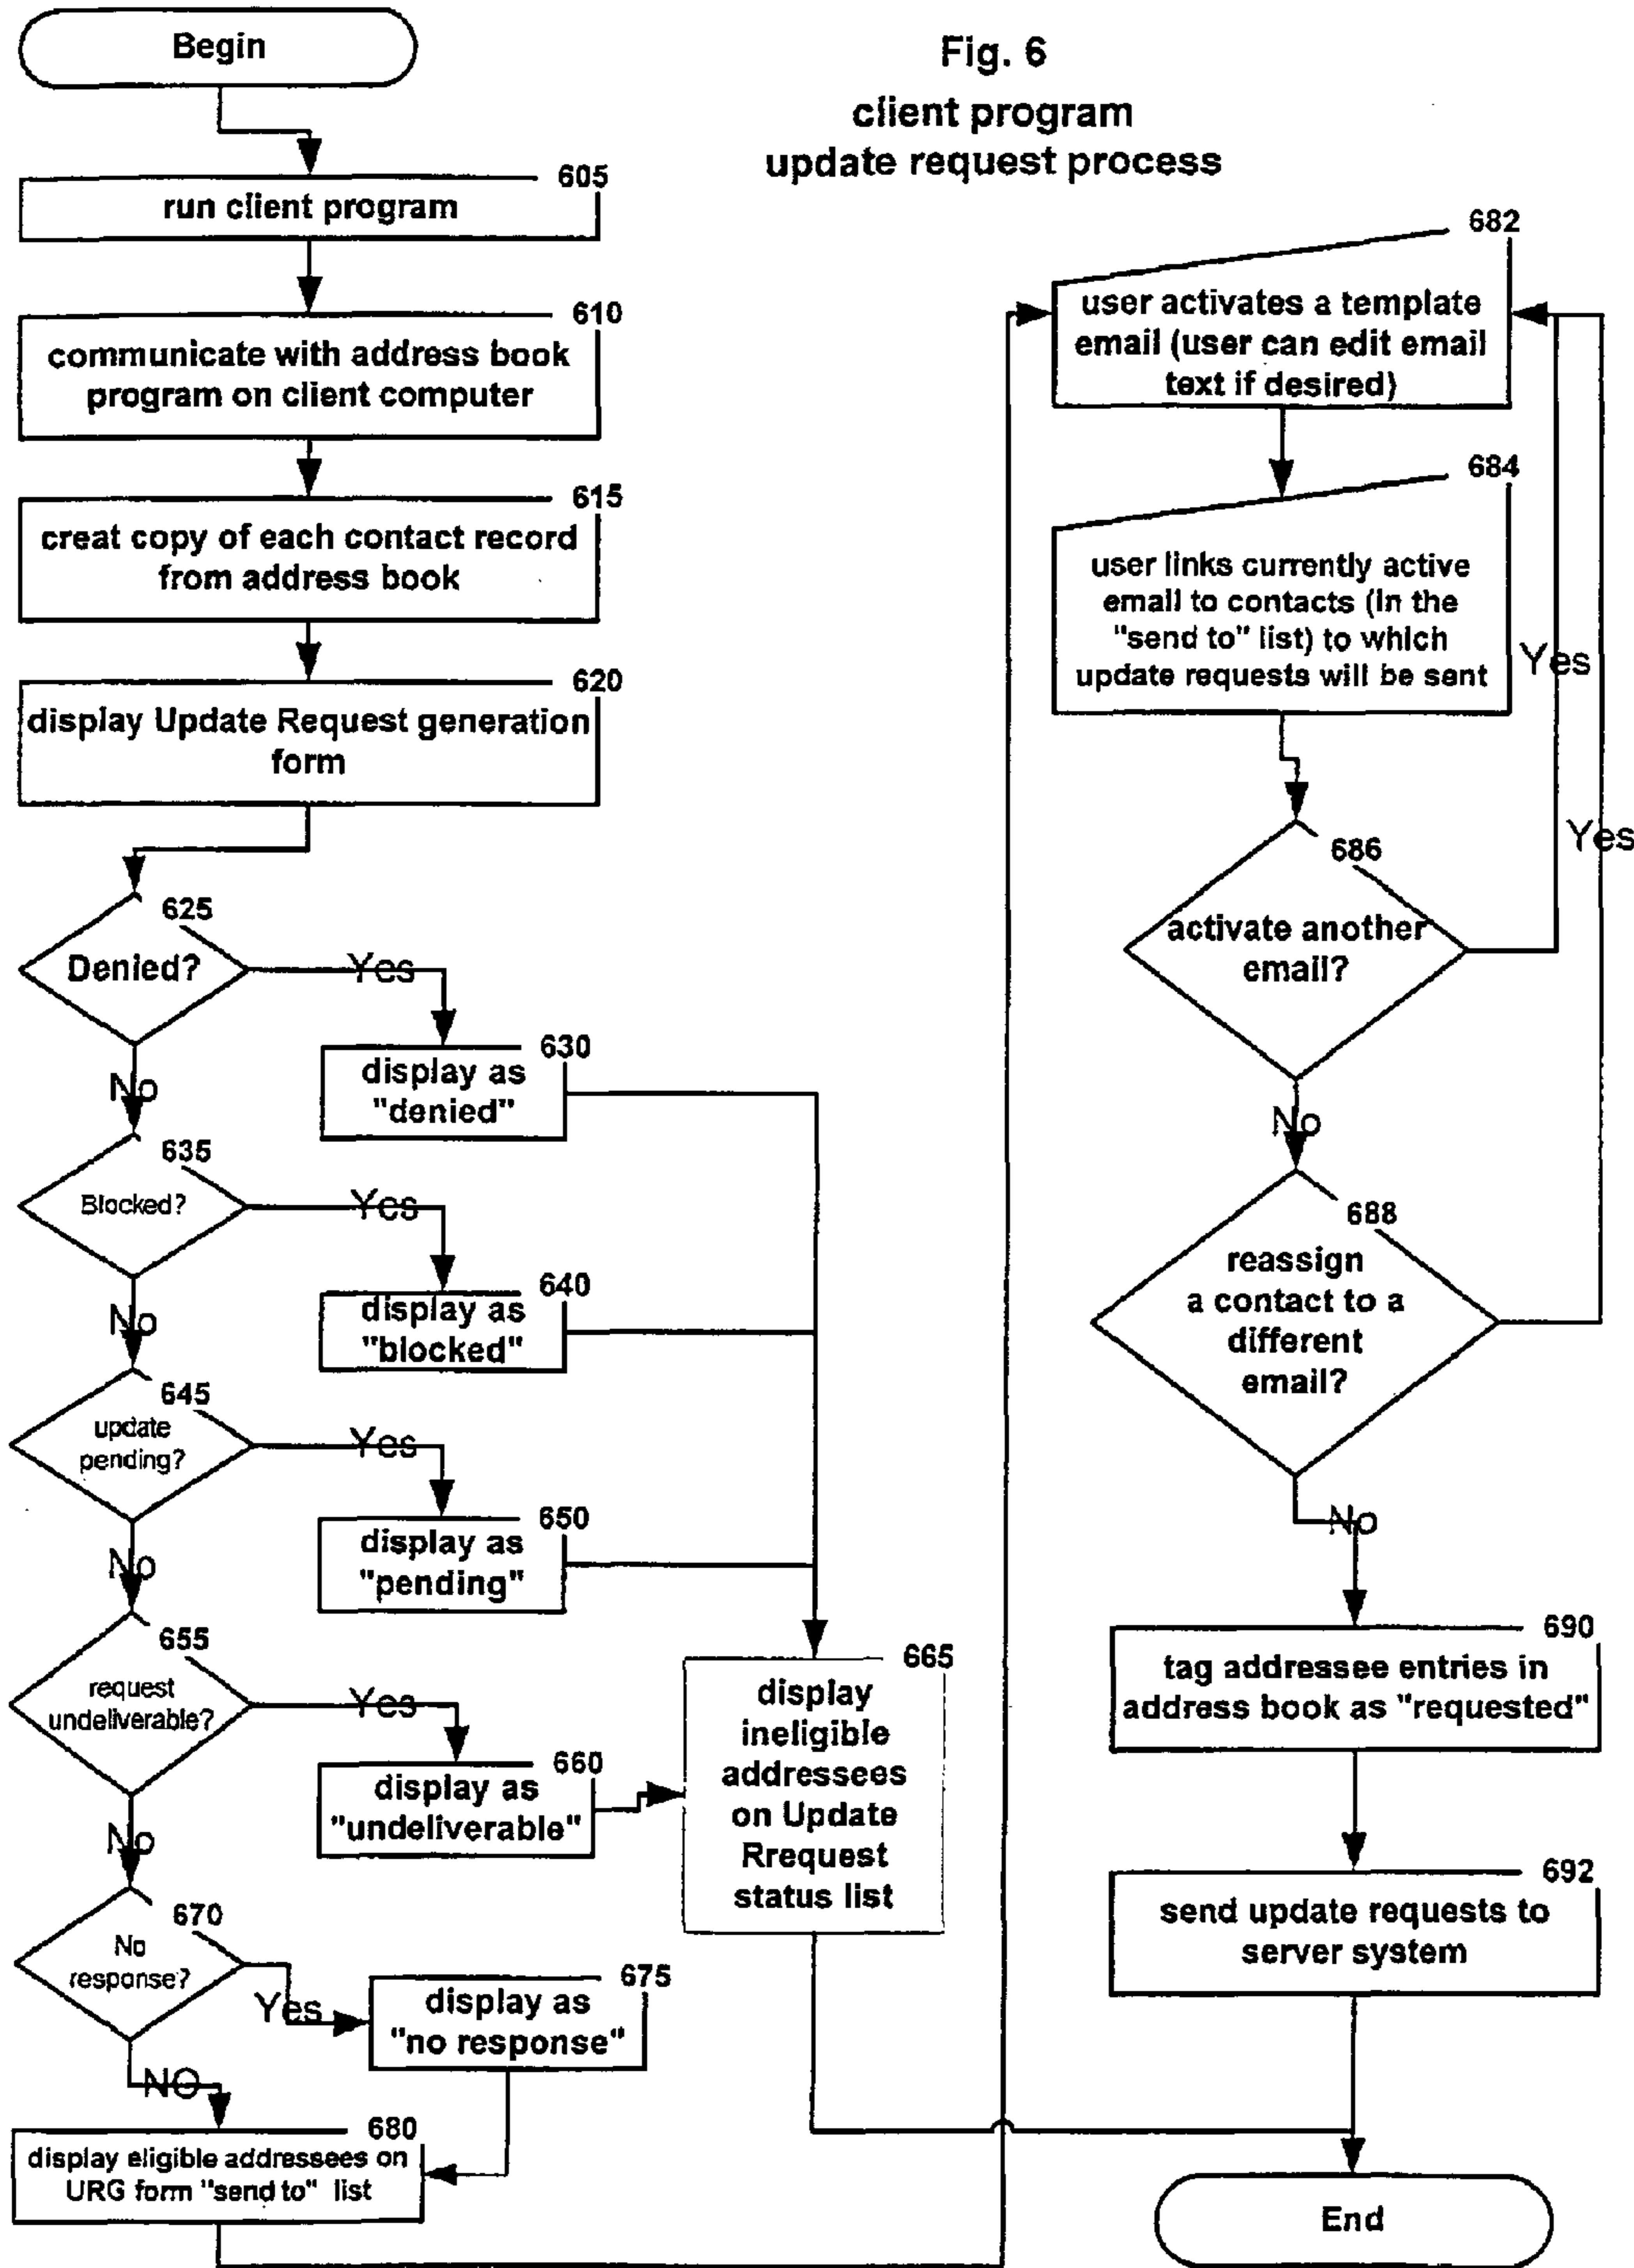 Begin
Fig. 6
client program
update request process
605
run client program
610
communicate with address book
program on client computer
615
creat copy of each contact record
from address book
620
display Update Request generation
form
625
Denied?
Yes
630
display as
"denied"
No
635
Blocked?
Yes
640
display as
"blocked"
No
645
update
pending?
Yes
650
display as
"pending"
No
655
request
undeliverable?
Yes
660
display as
"undeliverable"
665
display
ineligible
addressees
on Update
Rrequest
status list
No
670
No
response?
Yes
675
display as
"no response"
NO
680
display eligible addressees on
URG form "send to" list
682
user activates a template
email (user can edit email
text if desired)
684
user links currently active
email to contacts (in the
"send to" list) to which
update requests will be sent
Yes
Yes
686
activate another
email?
No
688
reassign
a contact to a
different
email?
No
690
tag addressee entries in
address book as "requested"
692
send update requests to
server system
End